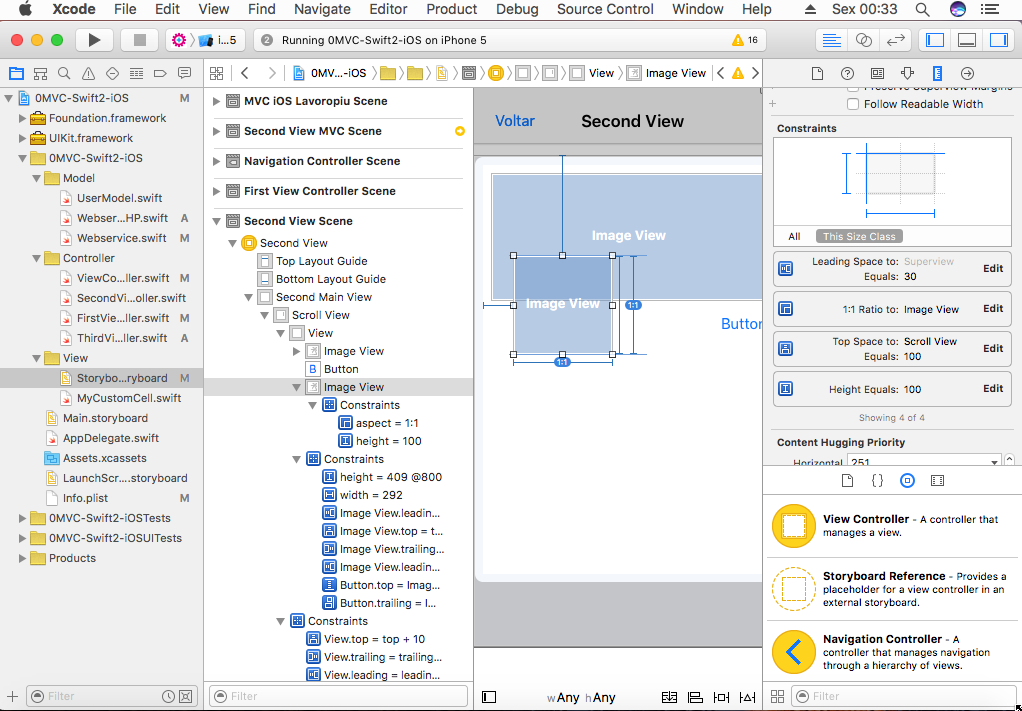 Xcode File Edit View Find Navigate Editor Product Debug Source Control Window Help Sex 00:33
i...5 2 Running 0MVC-Swift2-iOS on iPhone 5 16
0MV...-iOS View Image View
0MVC-Swift2-iOS M
Foundation.framework
UIKit.framework
0MVC-Swift2-iOS
Model
UserModel.swift
Webser...HP.swift A
Webservice.swift M
Controller
ViewCo...ller.swift M
SecondVi...oller.swift
FirstVie...ller.swift M
ThirdVi...ller.swift A
View
Storybo...ryboard M
MyCustomCell.swift
Main.storyboard
AppDelegate.swift
Assets.xcassets
LaunchScr....storyboard
Info.plist M
0MVC-Swift2-iOSTests
0MVC-Swift2-iOSUITests
Products
Filter
MVC iOS Lavoropiu Scene
Second View MVC Scene
Navigation Controller Scene
First View Controller Scene
Second View Scene
Second View
Top Layout Guide
Bottom Layout Guide
Second Main View
Scroll View
View
Image View
B Button
Image View
Constraints
aspect = 1:1
height = 100
Constraints
height = 409 @800
width = 292
Image View.leadin...
Image View.top = t...
Image View.trailing...
Image View.leadin...
Button.top = Imag...
Button.trailing = I...
Constraints
View.top = top + 10
View.trailing = trailing...
View.leading = leadin...
Filter
Voltar Second View
Image View
Image View
1:1
Button
1:1
wAny hAny
Preserve Superview Margins
Follow Readable Width
Constraints
All This Size Class
Leading Space to: Superview
Equals: 30
Edit
1:1 Ratio to: Image View Edit
Top Space to: Scroll View
Equals: 100
Edit
Height Equals: 100 Edit
Showing 4 of 4
Content Hugging Priority
Horizontal 251
{}
View Controller - A controller that
manages a view.
Storyboard Reference - Provides a
placeholder for a view controller in an
external storyboard.
Navigation Controller - A
controller that manages navigation
through a hierarchy of views.
Filter